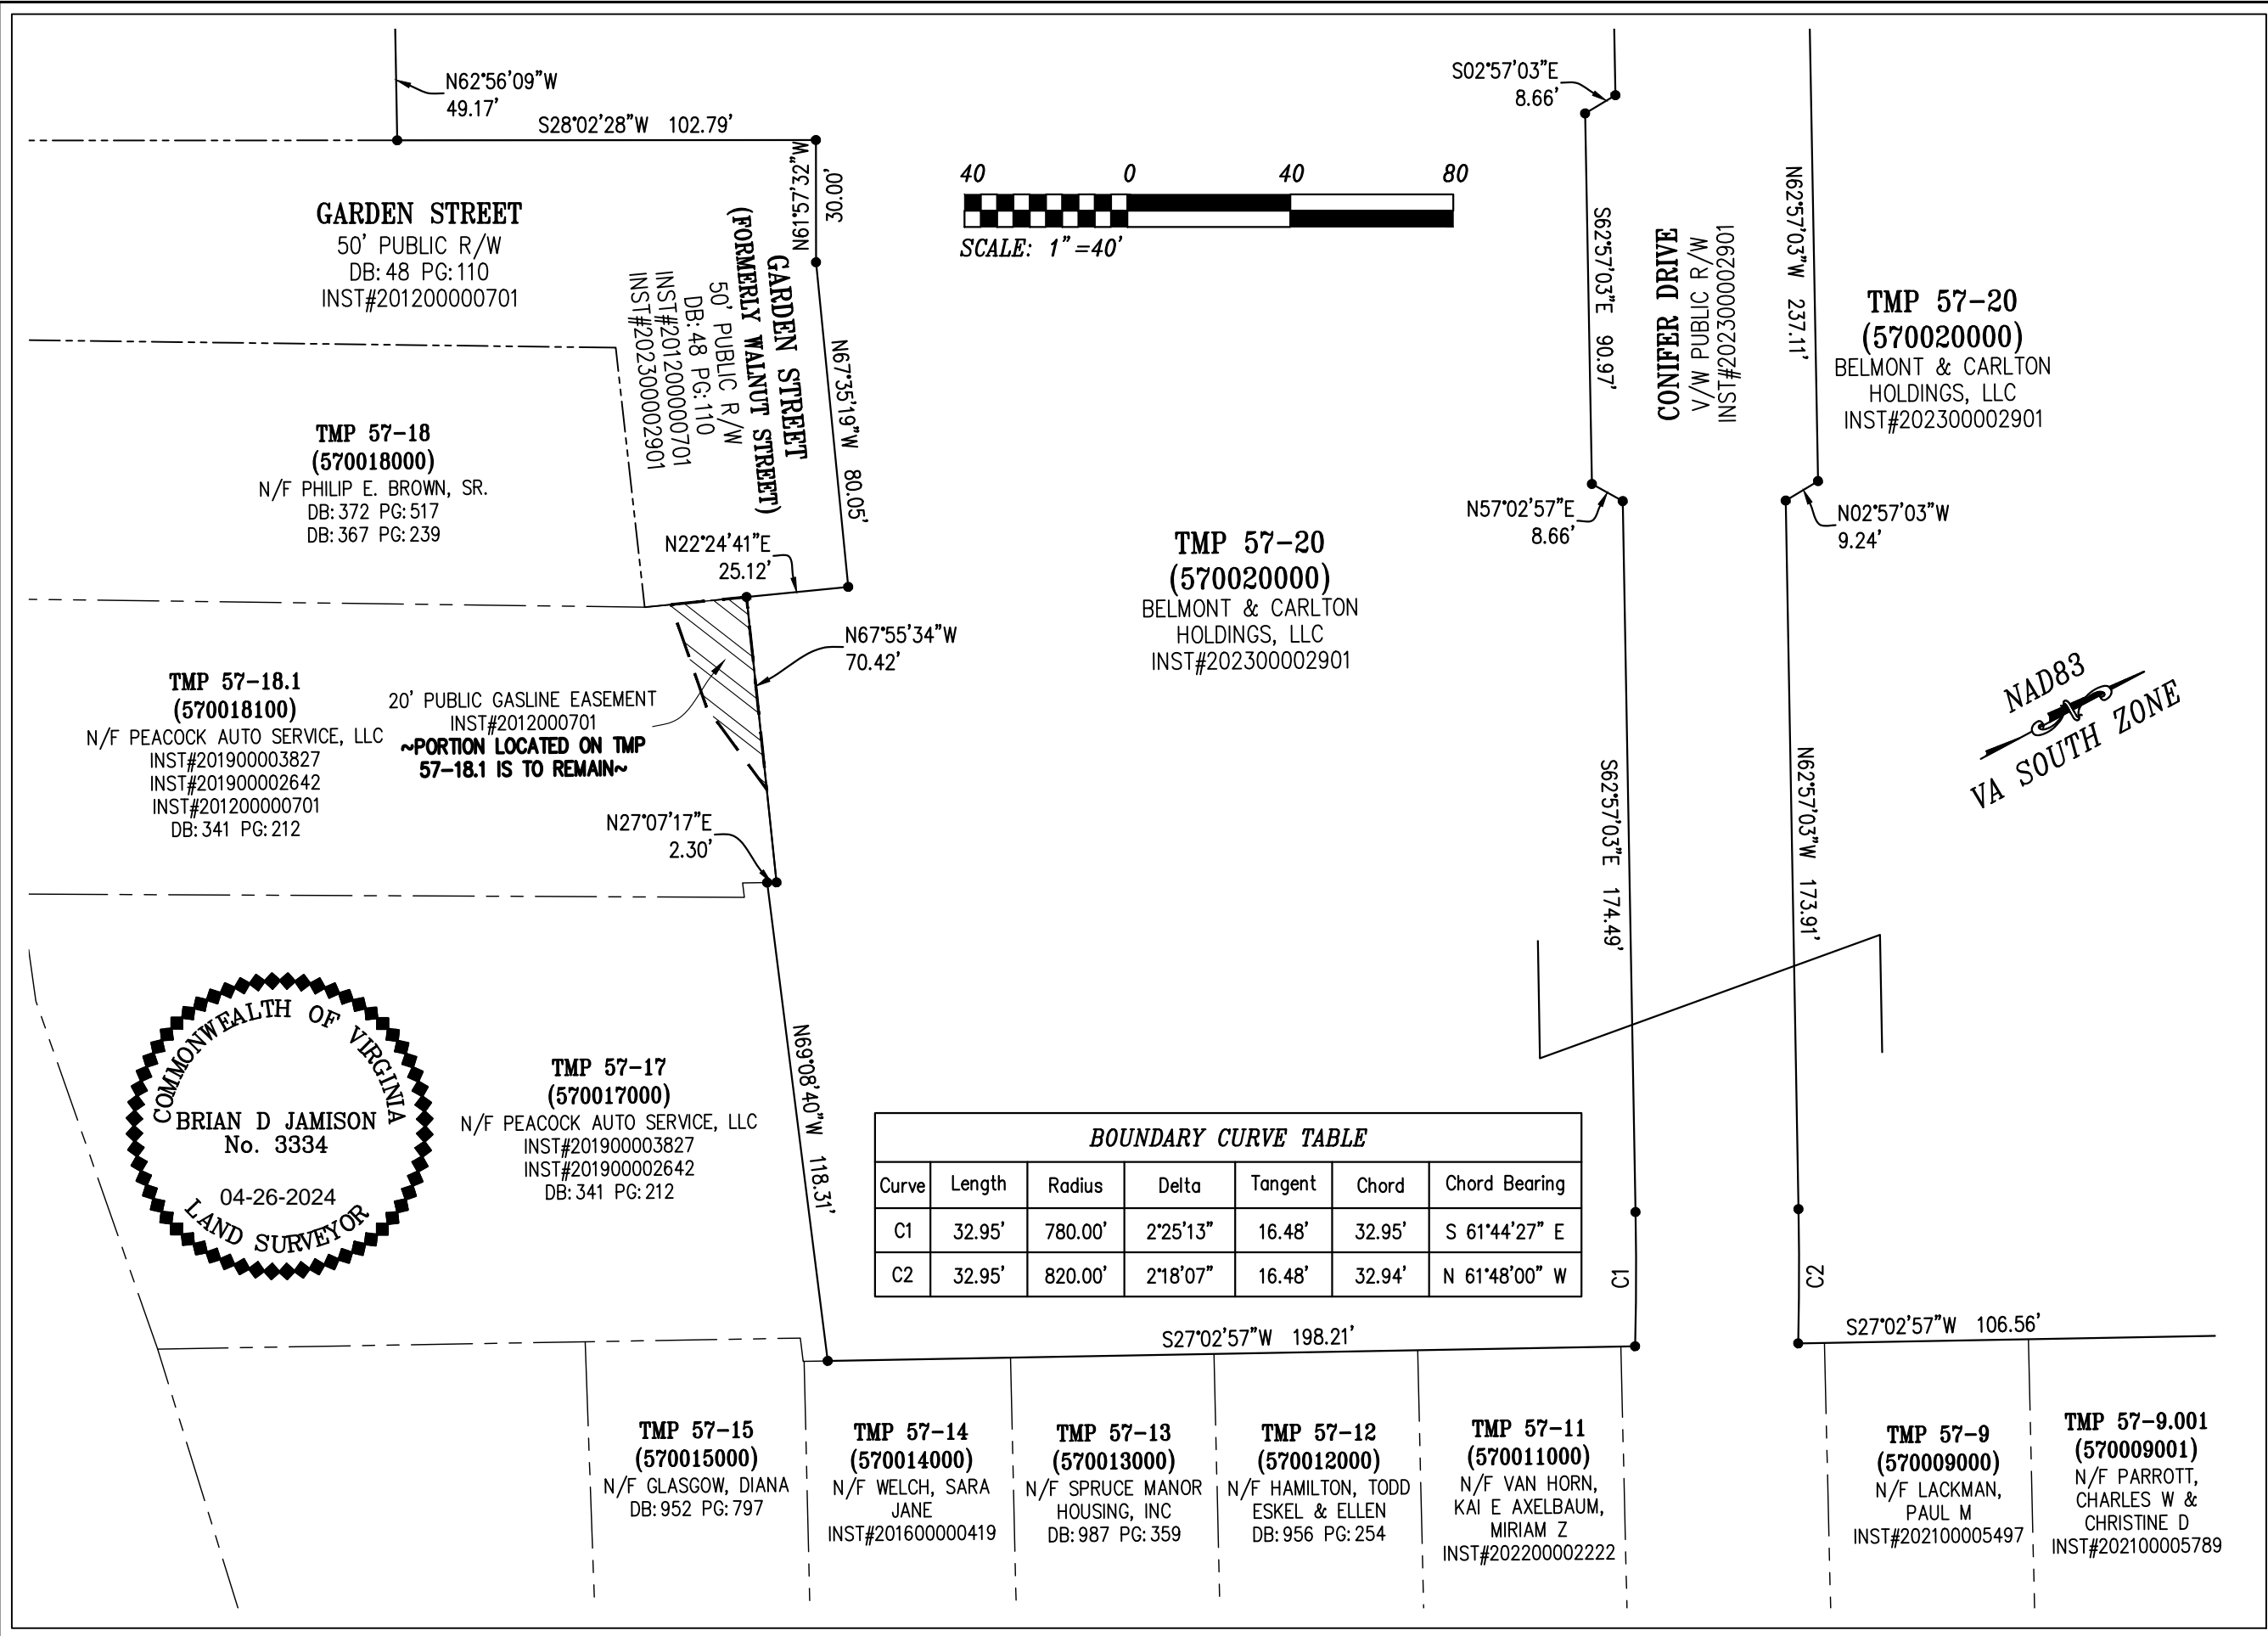 N62°56'09"W
49.17'
S28°02'28"W 102.79'
N61°57'32"W
30.00'
GARDEN STREET
50' PUBLIC R/W
DB: 48 PG: 110
INST#201200000701
GARDEN STREET
(FORMERLY WALNUT STREET)
50' PUBLIC R/W
DB: 48 PG: 110
INST#201200000701
INST#202300002901
N67°35'19"W 80.05'
40 0 40 80
SCALE: 1"=40'
S02°57'03"E
8.66'
S62°57'03"E 90.97'
CONIFER DRIVE
V/W PUBLIC R/W
INST#202300002901
N62°57'03"W 237.11'
TMP 57-20
(570020000)
BELMONT & CARLTON
HOLDINGS, LLC
INST#202300002901
TMP 57-18
(570018000)
N/F PHILIP E. BROWN, SR.
DB: 372 PG: 517
DB: 367 PG: 239
N22°24'41"E
25.12'
N57°02'57"E
8.66'
N02°57'03"W
9.24'
TMP 57-20
(570020000)
BELMONT & CARLTON
HOLDINGS, LLC
INST#202300002901
N67°55'34"W
70.42'
TMP 57-18.1
(570018100)
N/F PEACOCK AUTO SERVICE, LLC
INST#201900003827
INST#201900002642
INST#201200000701
DB: 341 PG: 212
20' PUBLIC GASLINE EASEMENT
INST#2012000701
~PORTION LOCATED ON TMP
57-18.1 IS TO REMAIN~
N27°07'17"E
2.30'
NAD83
VA SOUTH ZONE
S62°57'03"E 174.49'
N62°57'03"W 173.91'
COMMONWEALTH OF VIRGINIA
BRIAN D JAMISON
No. 3334
04-26-2024
LAND SURVEYOR
TMP 57-17
(570017000)
N/F PEACOCK AUTO SERVICE, LLC
INST#201900003827
INST#201900002642
DB: 341 PG: 212
N69°08'40"W 118.31'
BOUNDARY CURVE TABLE
Curve Length Radius Delta Tangent Chord Chord Bearing
C1 32.95' 780.00' 2°25'13" 16.48' 32.95' S 61°44'27" E
C2 32.95' 820.00' 2°18'07" 16.48' 32.94' N 61°48'00" W
C1
C2
S27°02'57"W 198.21'
S27°02'57"W 106.56'
TMP 57-15
(570015000)
N/F GLASGOW, DIANA
DB: 952 PG: 797
TMP 57-14
(570014000)
N/F WELCH, SARA
JANE
INST#201600000419
TMP 57-13
(570013000)
N/F SPRUCE MANOR
HOUSING, INC
DB: 987 PG: 359
TMP 57-12
(570012000)
N/F HAMILTON, TODD
ESKEL & ELLEN
DB: 956 PG: 254
TMP 57-11
(570011000)
N/F VAN HORN,
KAI E AXELBAUM,
MIRIAM Z
INST#202200002222
TMP 57-9
(570009000)
N/F LACKMAN,
PAUL M
INST#202100005497
TMP 57-9.001
(570009001)
N/F PARROTT,
CHARLES W &
CHRISTINE D
INST#202100005789